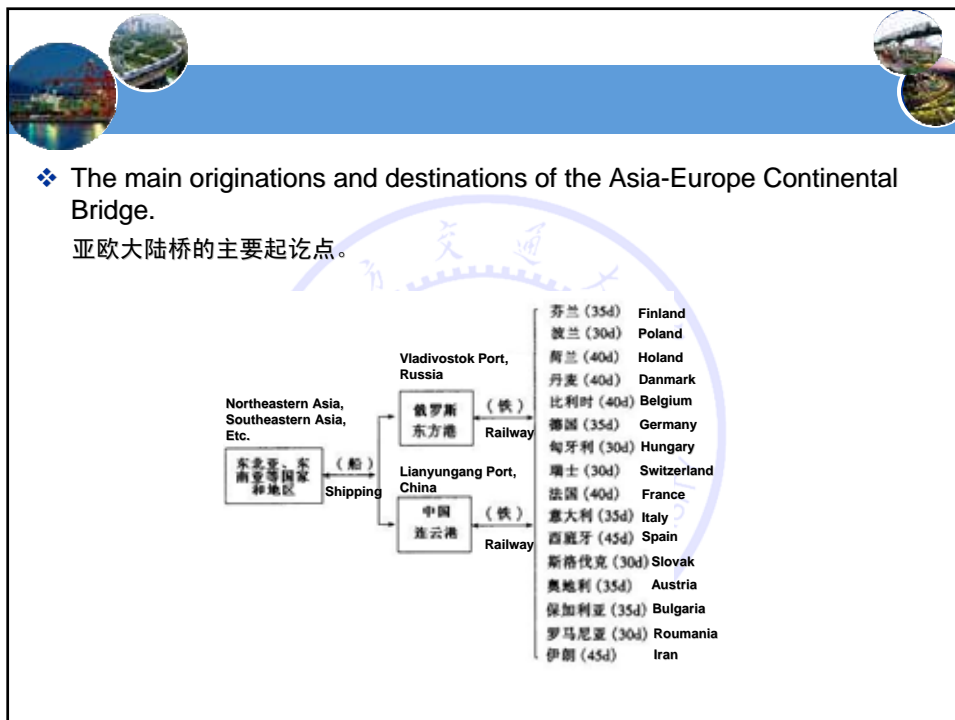 ❖ The main originations and destinations of the Asia-Europe Continental
Bridge.
亚欧大陆桥的主要起讫点。
交 通 大
Northeastern Asia,
Southeastern Asia,
Etc.
东北亚、东
南亚等国家
和地区
（船）
Shipping
Vladivostok Port,
Russia
俄罗斯
东方港
（铁）
Railway
Lianyungang Port,
China
中国
连云港
（铁）
Railway
芬兰 (35d) Finland
波兰 (30d) Poland
荷兰 (40d) Holand
丹麦 (40d) Danmark
比利时 (40d) Belgium
德国 (35d) Germany
匈牙利 (30d) Hungary
瑞士 (30d) Switzerland
法国 (40d) France
意大利 (35d) Italy
西班牙 (45d) Spain
斯洛伐克 (30d) Slovak
奥地利 (35d) Austria
保加利亚 (35d) Bulgaria
罗马尼亚 (30d) Roumania
伊朗 (45d) Iran